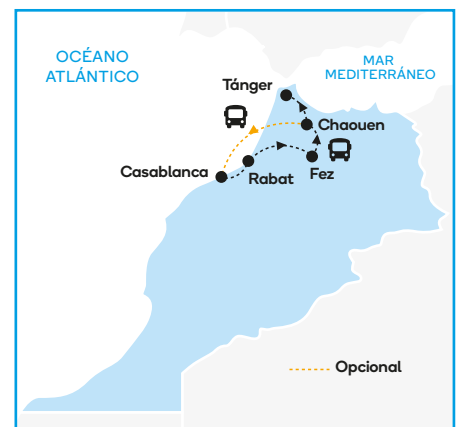 OCÉANO
ATLÁNTICO
MAR
MEDITERRÁNEO
Tánger
Chaouen
Casablanca
Rabat
Fez
Opcional